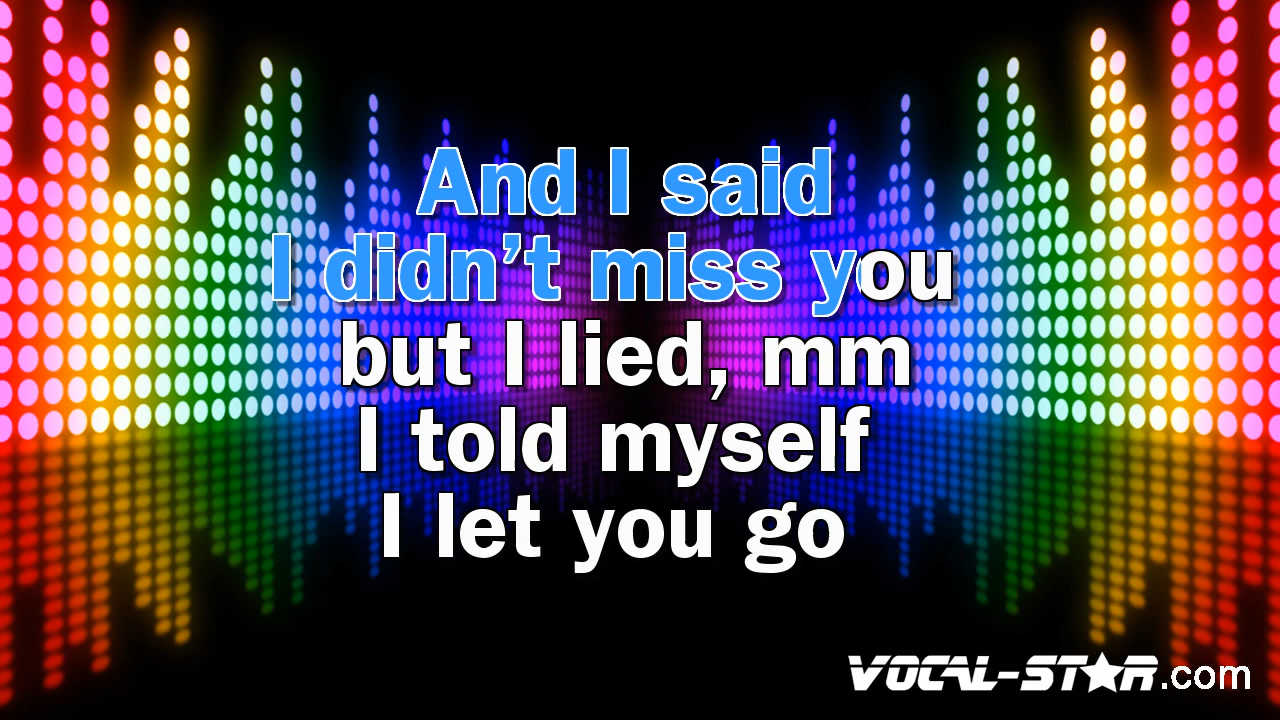 And I said
I didn’t miss you
but I lied, mm
I told myself
I let you go
VOCAL-STAR.com